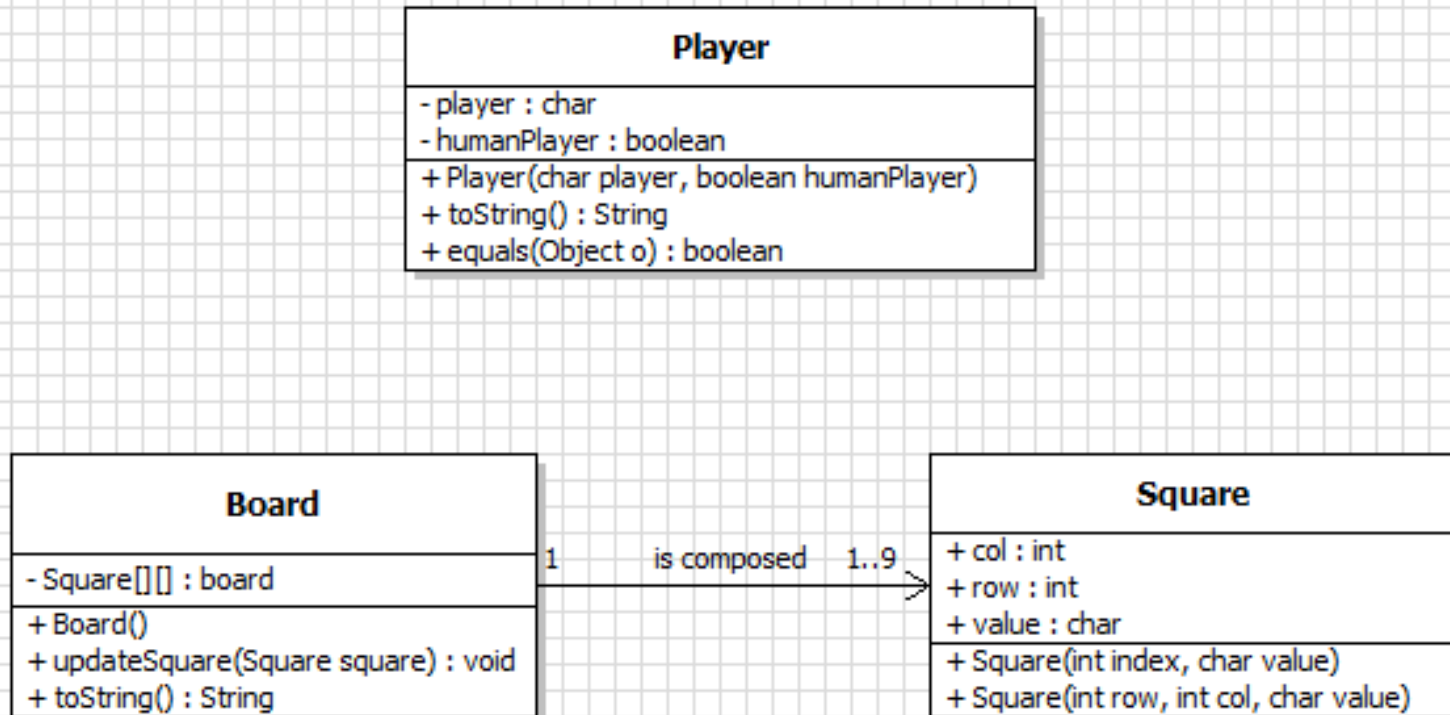 Player
- player : char
- humanPlayer : boolean
+ Player(char player, boolean humanPlayer)
+ toString() : String
+ equals(Object o) : boolean
Board
- Square[][] : board
+ Board()
+ updateSquare(Square square) : void
+ toString() : String
1 is composed 1..9
Square
+ col : int
+ row : int
+ value : char
+ Square(int index, char value)
+ Square(int row, int col, char value)